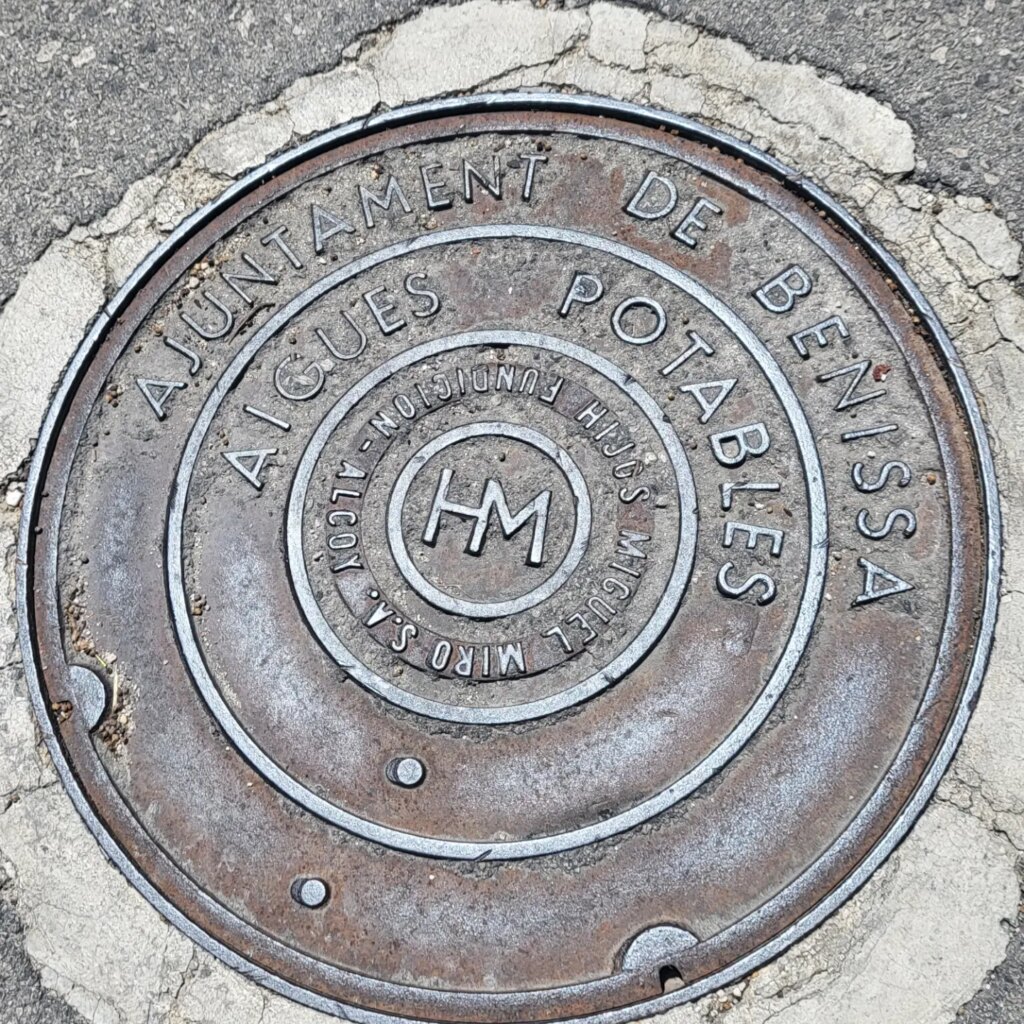 AJUNTAMENT DE BENISSA
AIGUES POTABLES
FUNDICION HIJOS MIGUEL MIRO S.A. ALCOY -
HM